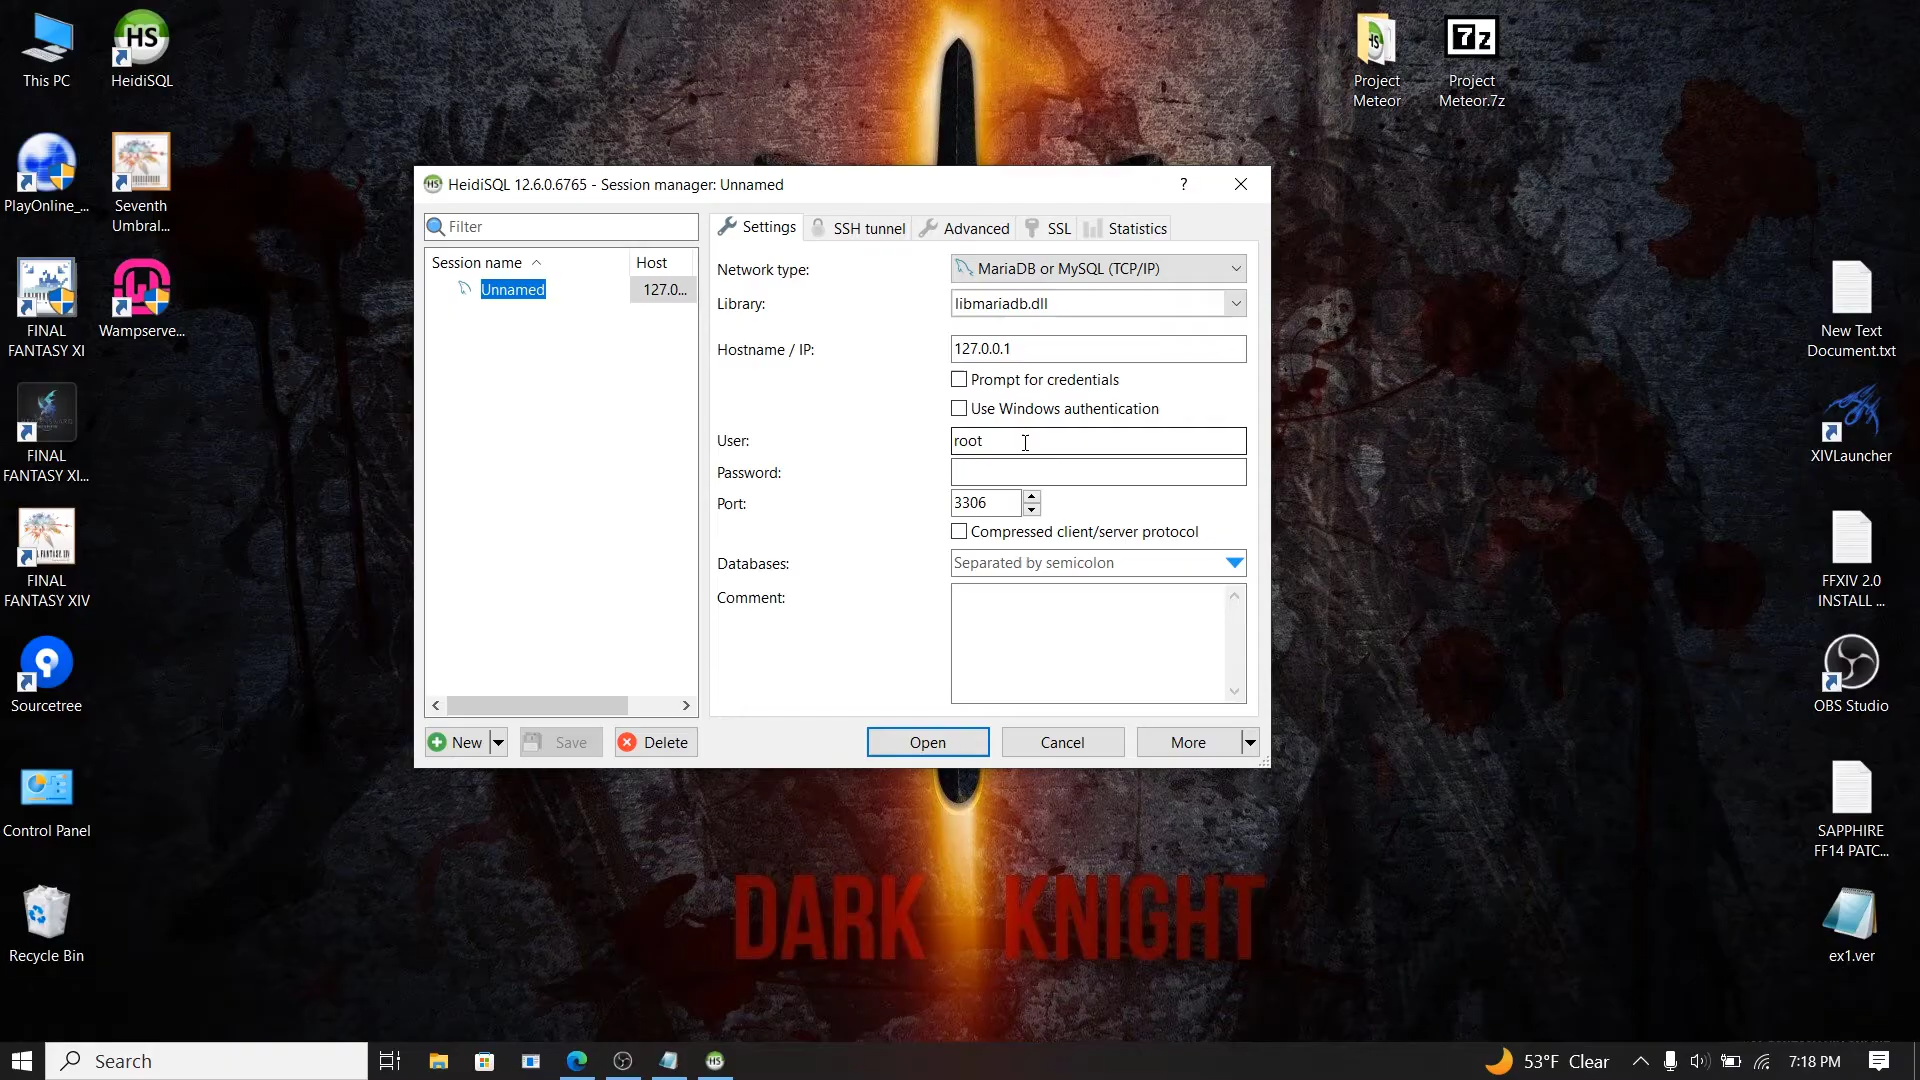 This PC
HS
HeidiSQL
Project
Meteor
7z
Project
Meteor.7z
PlayOnline_...
Seventh
Umbral...
FINAL
FANTASY XI
Wampserve...
FINAL
FANTASY XI...
FINAL
FANTASY XIV
Sourcetree
Control Panel
Recycle Bin
HS HeidiSQL 12.6.0.6765 - Session manager: Unnamed
Filter
Session name Host
Unnamed 127.0...
Settings SSH tunnel Advanced SSL Statistics
Network type: MariaDB or MySQL (TCP/IP)
Library: libmariadb.dll
Hostname / IP: 127.0.0.1
Prompt for credentials
Use Windows authentication
User: root
Password:
Port: 3306
Compressed client/server protocol
Databases: Separated by semicolon
Comment:
New Save Delete Open Cancel More
DARK KNIGHT
New Text
Document.txt
XIVLauncher
FFXIV 2.0
INSTALL ...
OBS Studio
SAPPHIRE
FF14 PATC...
ex1.ver
Search HS 53°F Clear 7:18 PM